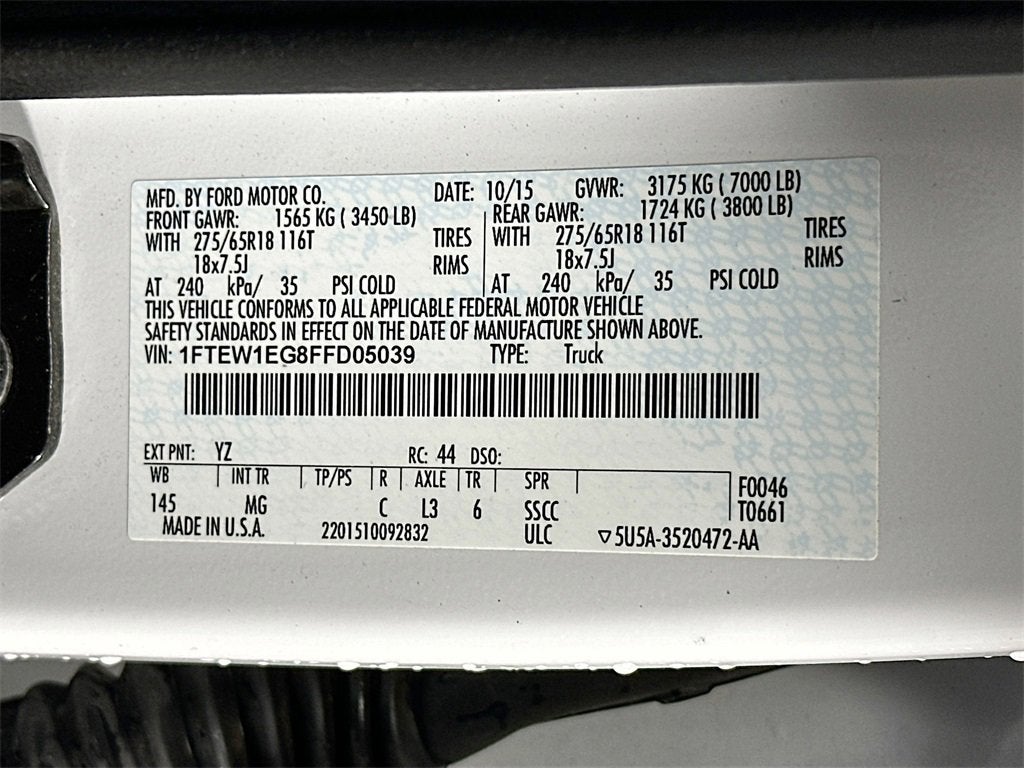 MFD. BY FORD MOTOR CO. DATE: 10/15 GVWR: 3175 KG ( 7000 LB)
FRONT GAWR: 1565 KG ( 3450 LB) REAR GAWR: 1724 KG ( 3800 LB)
WITH 275/65R18 116T TIRES WITH 275/65R18 116T TIRES
18x7.5J RIMS 18x7.5J RIMS
AT 240 kPa/ 35 PSI COLD AT 240 kPa/ 35 PSI COLD
THIS VEHICLE CONFORMS TO ALL APPLICABLE FEDERAL MOTOR VEHICLE
SAFETY STANDARDS IN EFFECT ON THE DATE OF MANUFACTURE SHOWN ABOVE.
VIN: 1FTEW1EG8FFD05039 TYPE: Truck
EXT PNT: YZ RC: 44 DSO:
WB INT TR TP/PS R AXLE TR SPR F0046
145 MG C L3 6 SSCC T0661
MADE IN U.S.A. 2201510092832 ULC ▽5U5A-3520472-AA